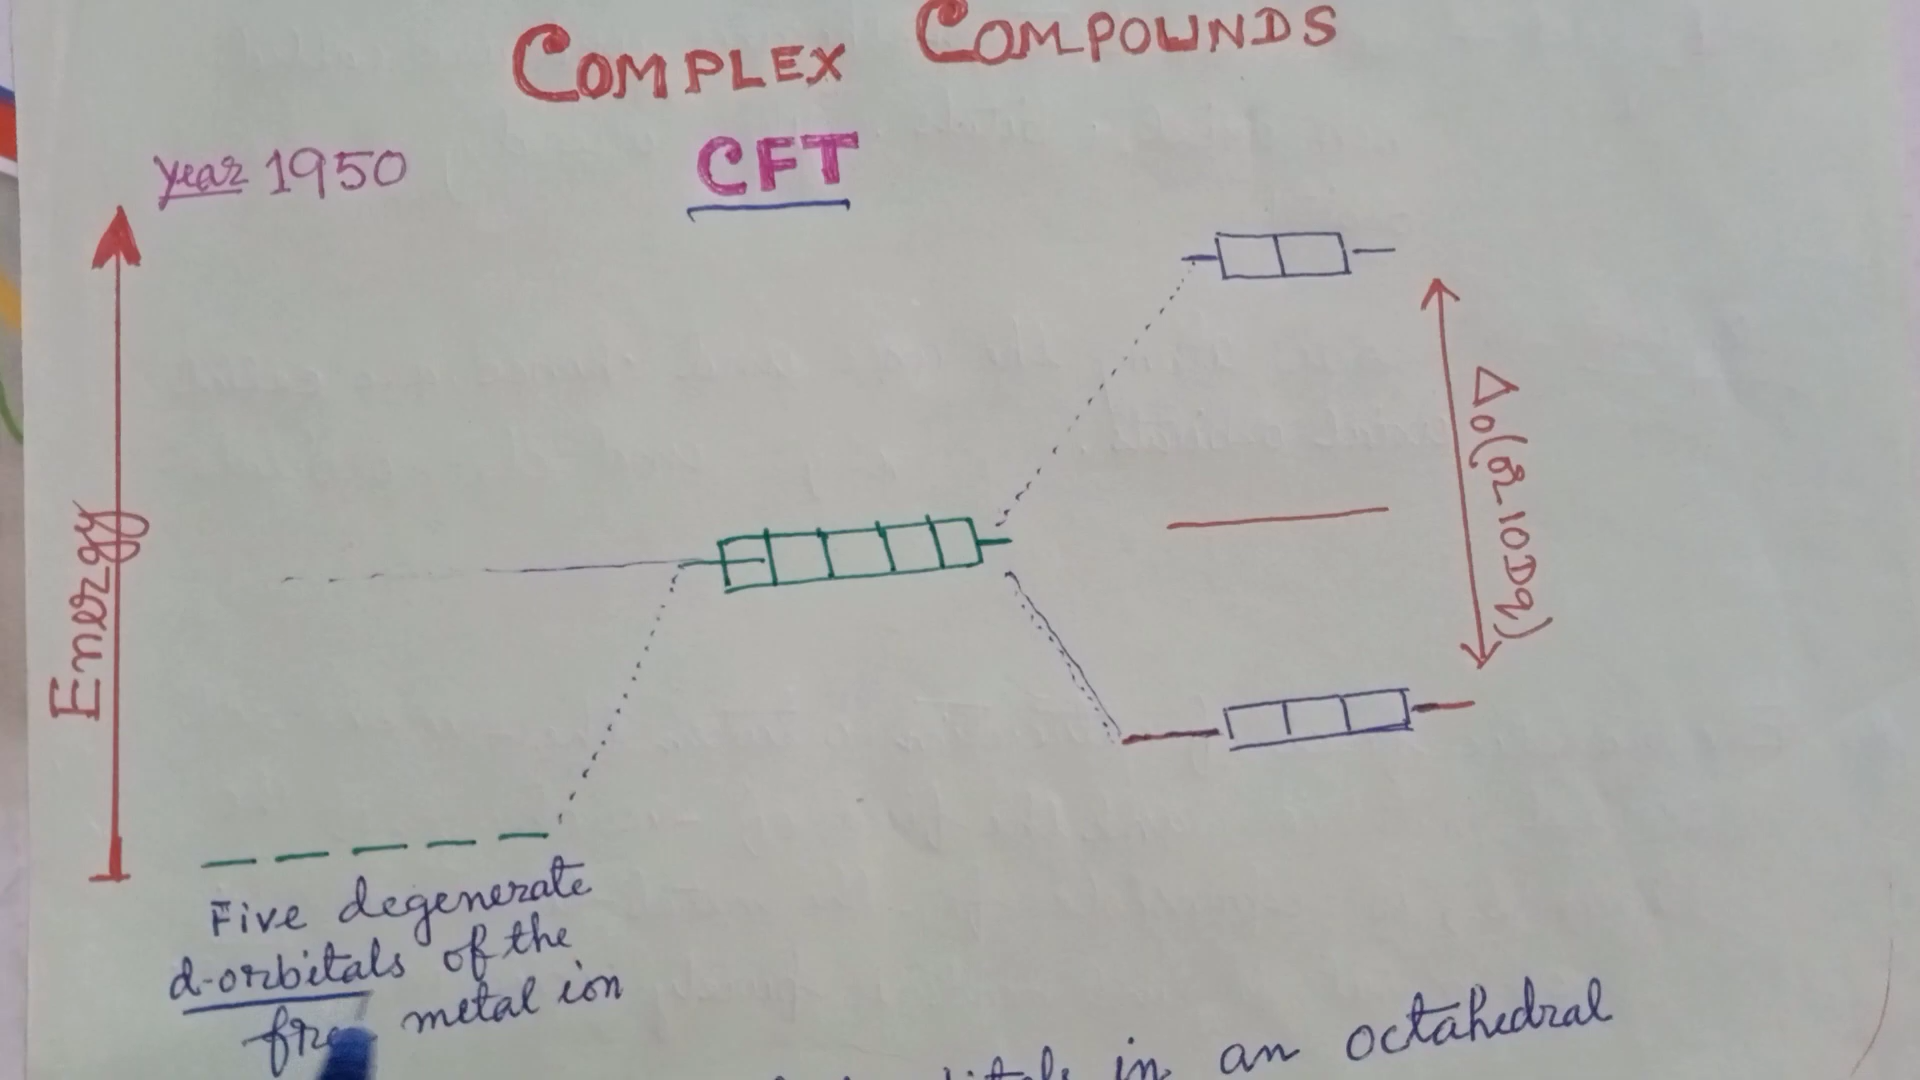 COMPLEX COMPOUNDS
year 1950
CFT
Energy
Δo(or 10Dq)
Five degenerate
d-orbitals of the
metal ion
in an octahedral